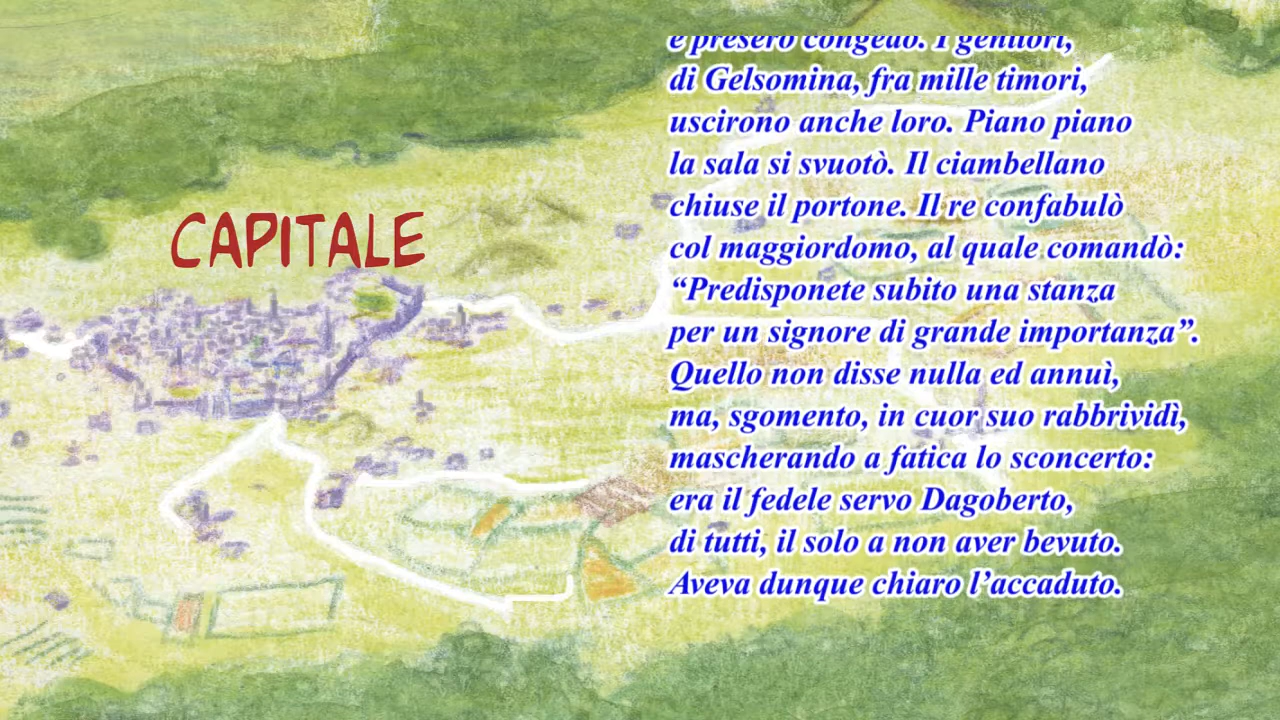 CAPITALE
e presero congedo. I genitori,
di Gelsomina, fra mille timori,
uscirono anche loro. Piano piano
la sala si svuotò. Il ciambellano
chiuse il portone. Il re confabulò
col maggiordomo, al quale comandò:
“Predisponete subito una stanza
per un signore di grande importanza”.
Quello non disse nulla ed annuì,
ma, sgomento, in cuor suo rabbrividì,
mascherando a fatica lo sconcerto:
era il fedele servo Dagoberto,
di tutti, il solo a non aver bevuto.
Aveva dunque chiaro l’accaduto.